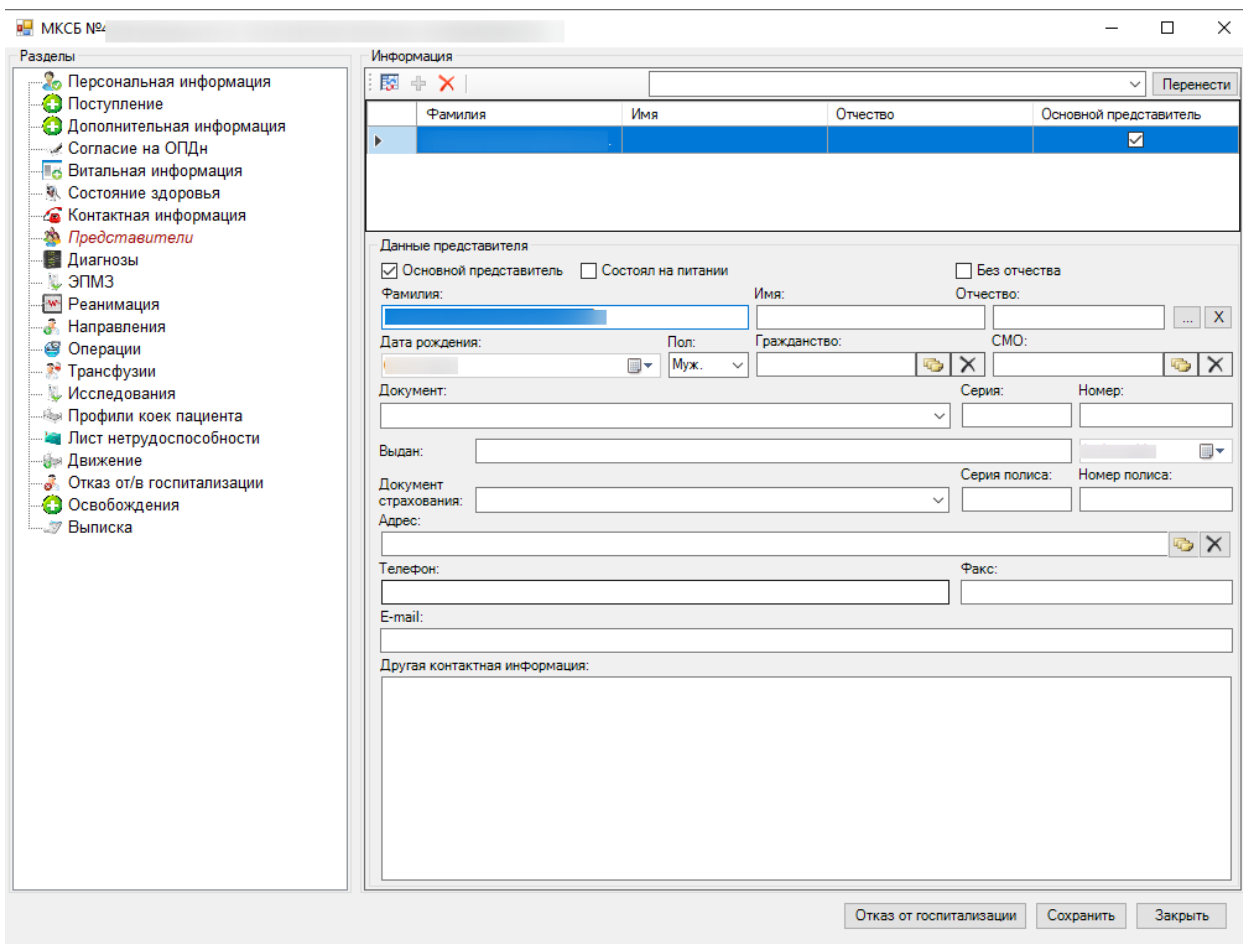 МКСБ №
Разделы
Персональная информация
Поступление
Дополнительная информация
Согласие на ОПДн
Витальная информация
Состояние здоровья
Контактная информация
Представители
Диагнозы
ЭПМЗ
Реанимация
Направления
Операции
Трансфузии
Исследования
Профили коек пациента
Лист нетрудоспособности
Движение
Отказ от/в госпитализации
Освобождения
Выписка
Информация
Перенести
Фамилия Имя Отчество Основной представитель
Данные представителя
Основной представитель Состоял на питании Без отчества
Фамилия: Имя: Отчество:
... X
Дата рождения: Пол: Гражданство: СМО:
Муж.
Документ: Серия: Номер:
Выдан:
Документ страхования: Серия полиса: Номер полиса:
Адрес:
Телефон: Факс:
E-mail:
Другая контактная информация:
Отказ от госпитализации Сохранить Закрыть